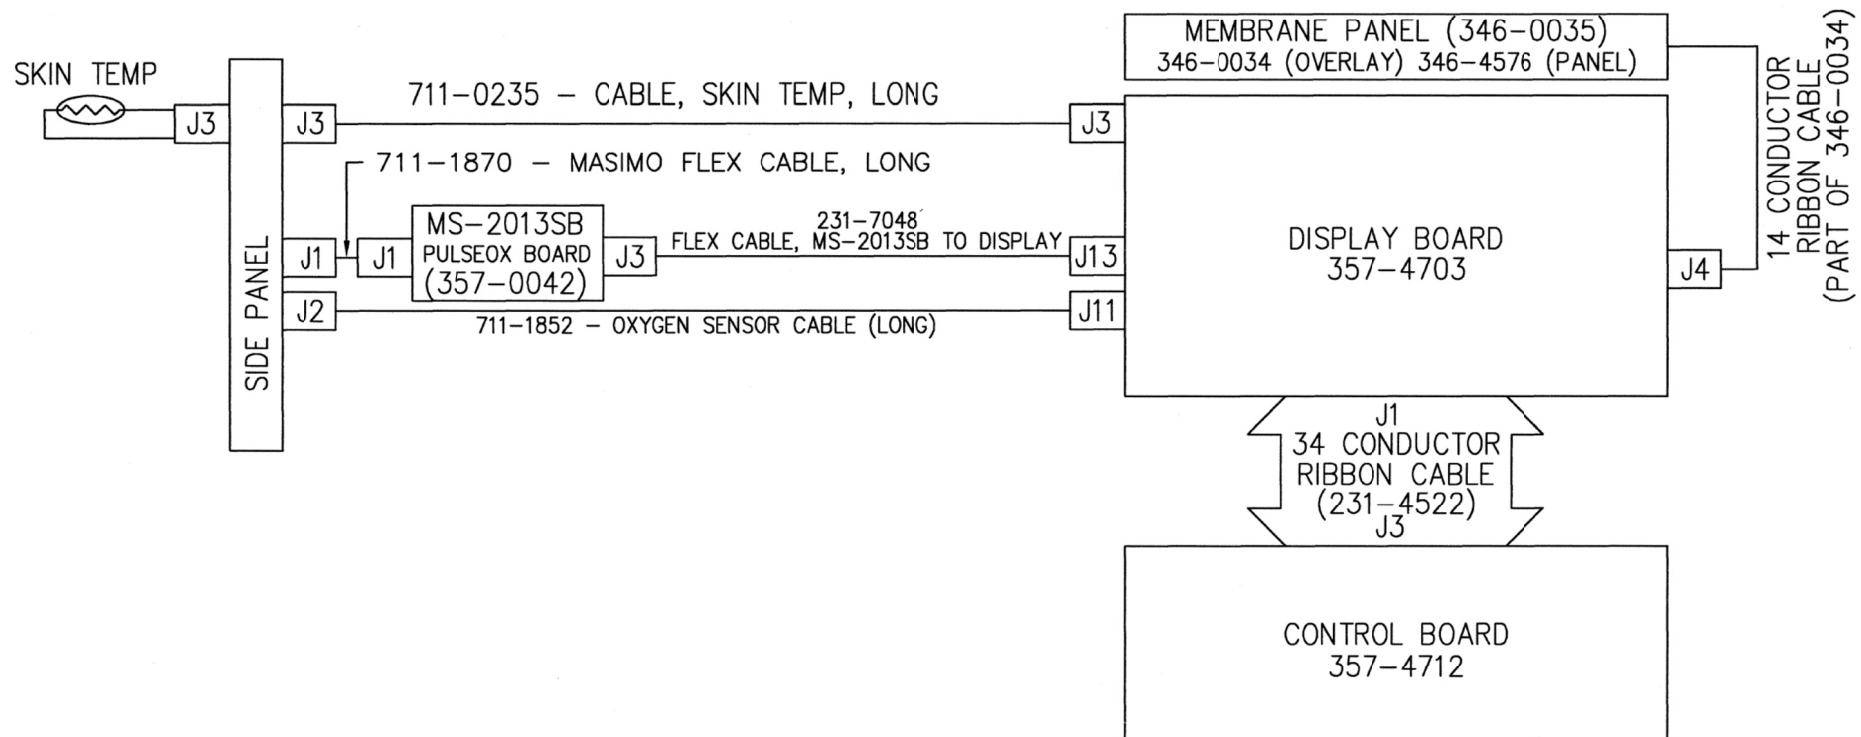 MEMBRANE PANEL (346-0035)
346-0034 (OVERLAY) 346-4576 (PANEL)
SKIN TEMP
711-0235 - CABLE, SKIN TEMP, LONG
J3
J3
J3
711-1870 - MASIMO FLEX CABLE, LONG
SIDE PANEL
J1
J1
MS-2013SB
PULSEOX BOARD
(357-0042)
J3
231-7048
FLEX CABLE, MS-2013SB TO DISPLAY
J13
J2
711-1852 - OXYGEN SENSOR CABLE (LONG)
J11
DISPLAY BOARD
357-4703
J4
14 CONDUCTOR
RIBBON CABLE
(PART OF 346-0034)
J1
34 CONDUCTOR
RIBBON CABLE
(231-4522)
J3
CONTROL BOARD
357-4712